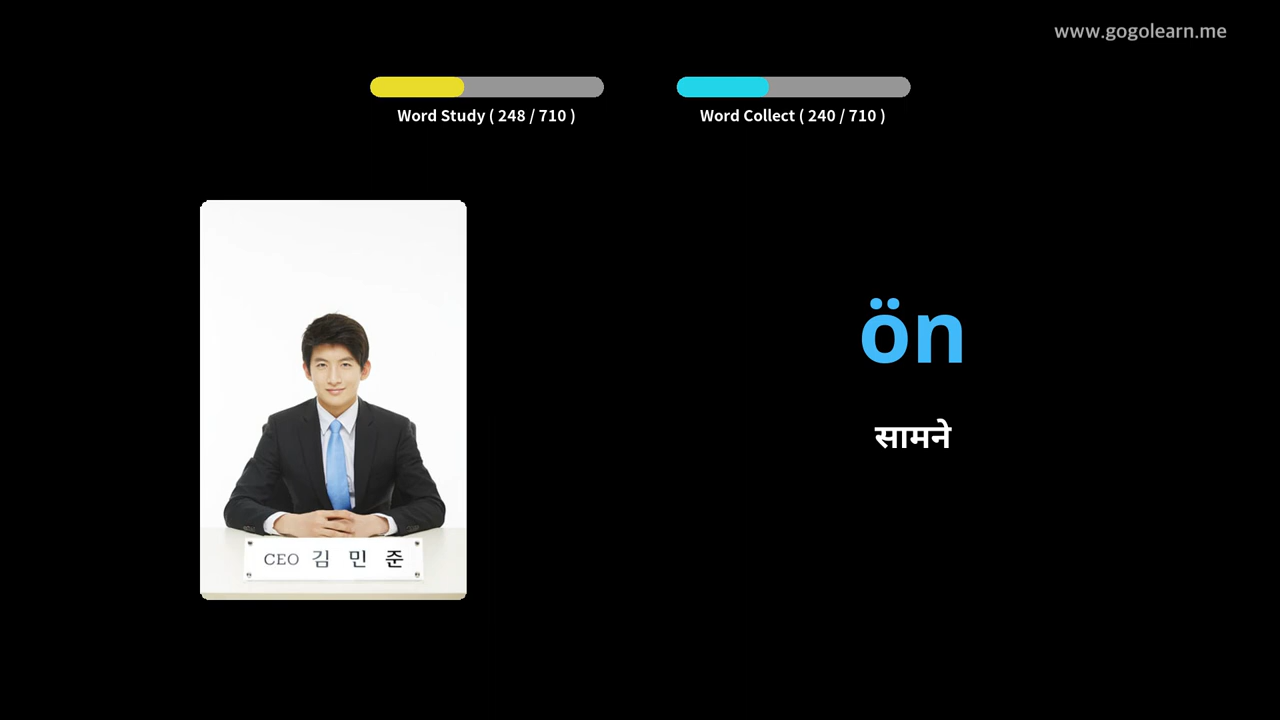 www.gogolearn.me
Word Study ( 248 / 710 )
Word Collect ( 240 / 710 )
ön
सामने
CEO 김 민 준